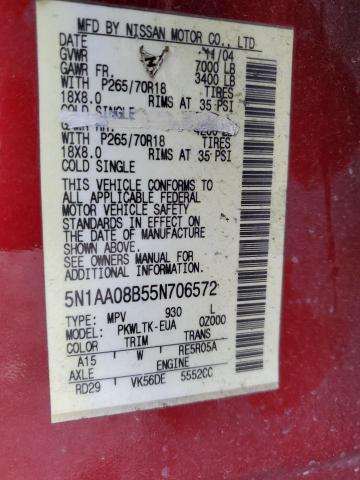 MFD BY NISSAN MOTOR CO., LTD
11/04
GVWR 7000 LB
GAWR FR. 3400 LB
WITH P265/70R18 TIRES
18X8.0 RIMS AT 35 PSI
COLD SINGLE
4200
WITH P265/70R18 TIRES
18X8.0 RIMS AT 35 PSI
COLD SINGLE
THIS VEHICLE CONFORMS TO
ALL APPLICABLE FEDERAL
MOTOR VEHICLE SAFETY
STANDARDS IN EFFECT ON
THE DATE OF MANUFACTURE
SHOWN ABOVE.
SEE OWNERS MANUAL FOR
ADDITIONAL INFORMATION.
5N1AA08B55N706572
TYPE: MPV 930 L
MODEL: PKWLTK-EUA 0Z000
COLOR TRIM TRANS
A15 RE5R05A
AXLE ENGINE
RD29 VK56DE 5552CC